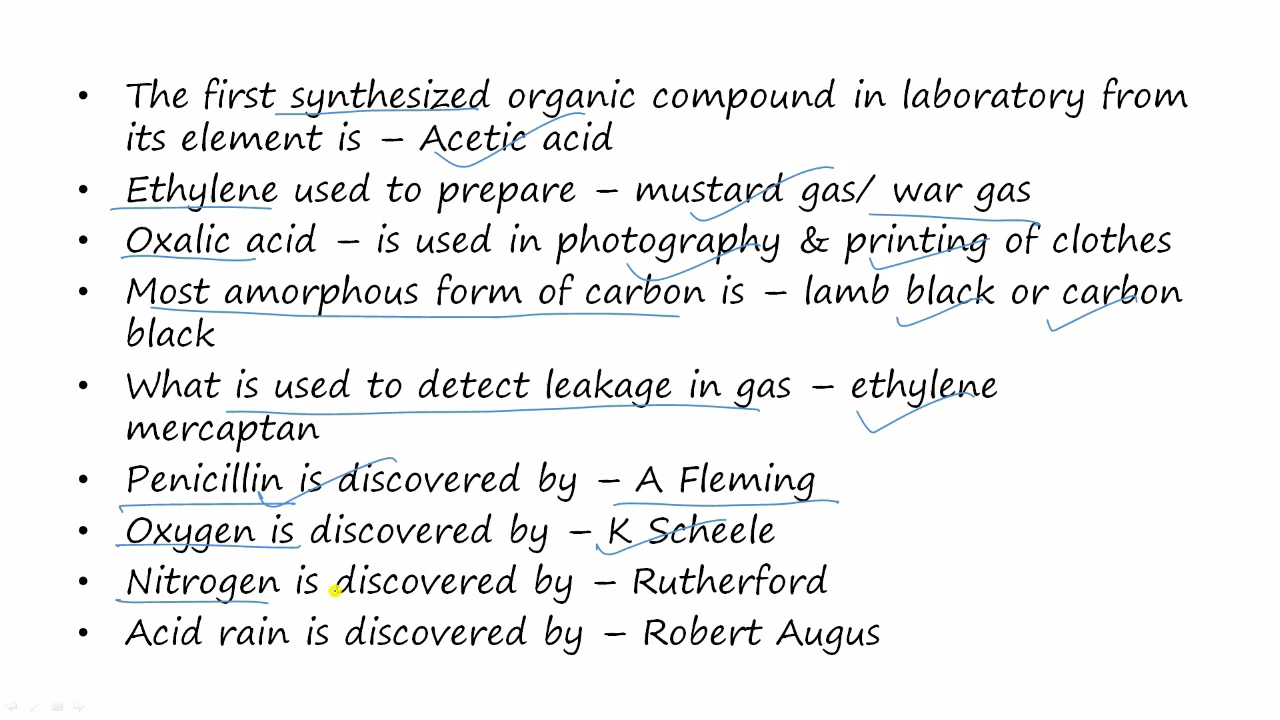 • The first synthesized organic compound in laboratory from
its element is – Acetic acid
• Ethylene used to prepare – mustard gas/ war gas
• Oxalic acid – is used in photography & printing of clothes
• Most amorphous form of carbon is – lamb black or carbon
black
• What is used to detect leakage in gas – ethylene
mercaptan
• Penicillin is discovered by – A Fleming
• Oxygen is discovered by – K Scheele
• Nitrogen is discovered by – Rutherford
• Acid rain is discovered by – Robert Augus